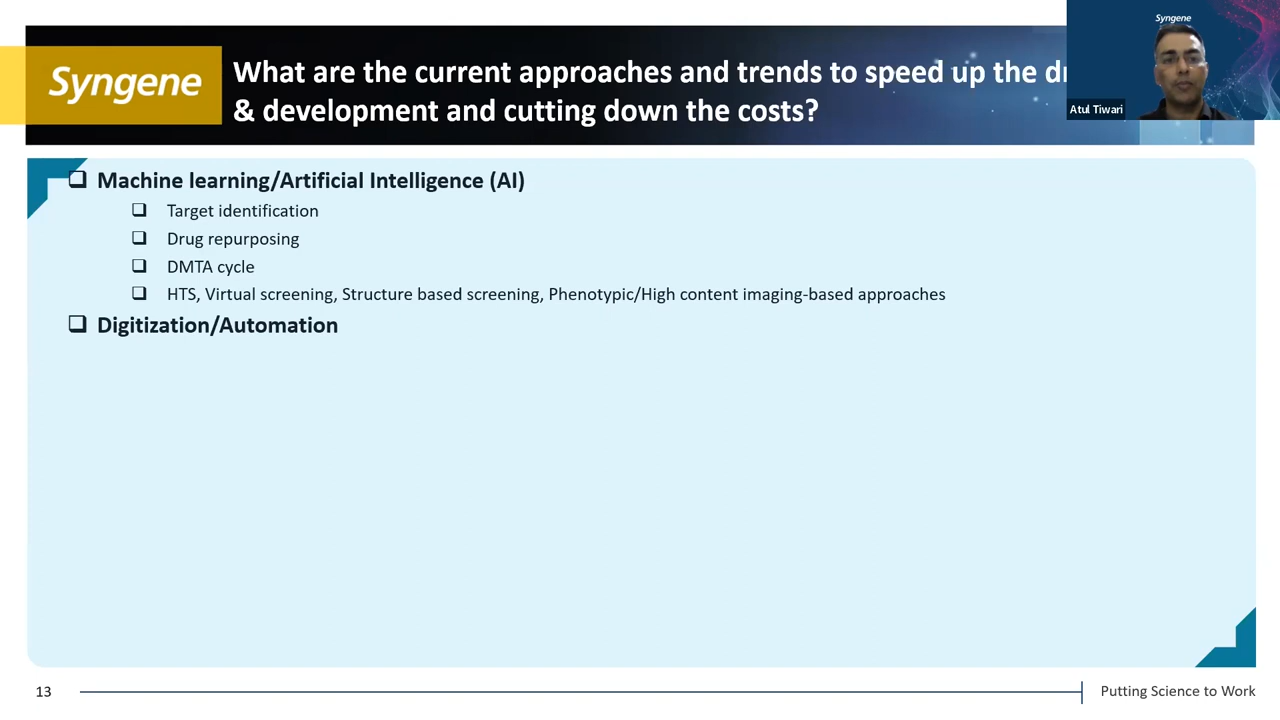 Syngene
What are the current approaches and trends to speed up the
& development and cutting down the costs?
Syngene
Atul Tiwari
Machine learning/Artificial Intelligence (AI)
Target identification
Drug repurposing
DMTA cycle
HTS, Virtual screening, Structure based screening, Phenotypic/High content imaging-based approaches
Digitization/Automation
13
Putting Science to Work